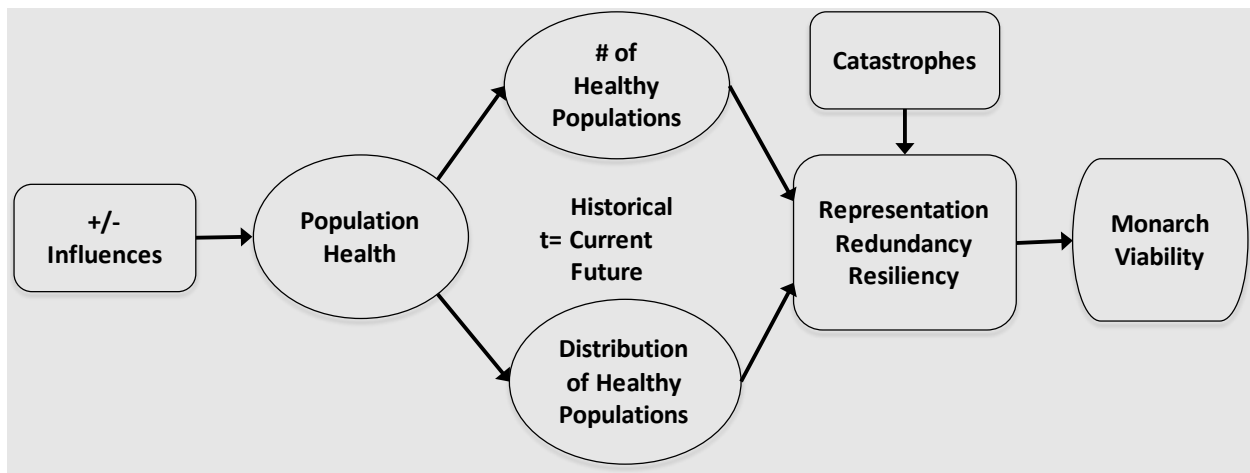 +/-
Influences
Population
Health
# of
Healthy
Populations
Historical
t= Current
Future
Distribution
of Healthy
Populations
Catastrophes
Representation
Redundancy
Resiliency
Monarch
Viability